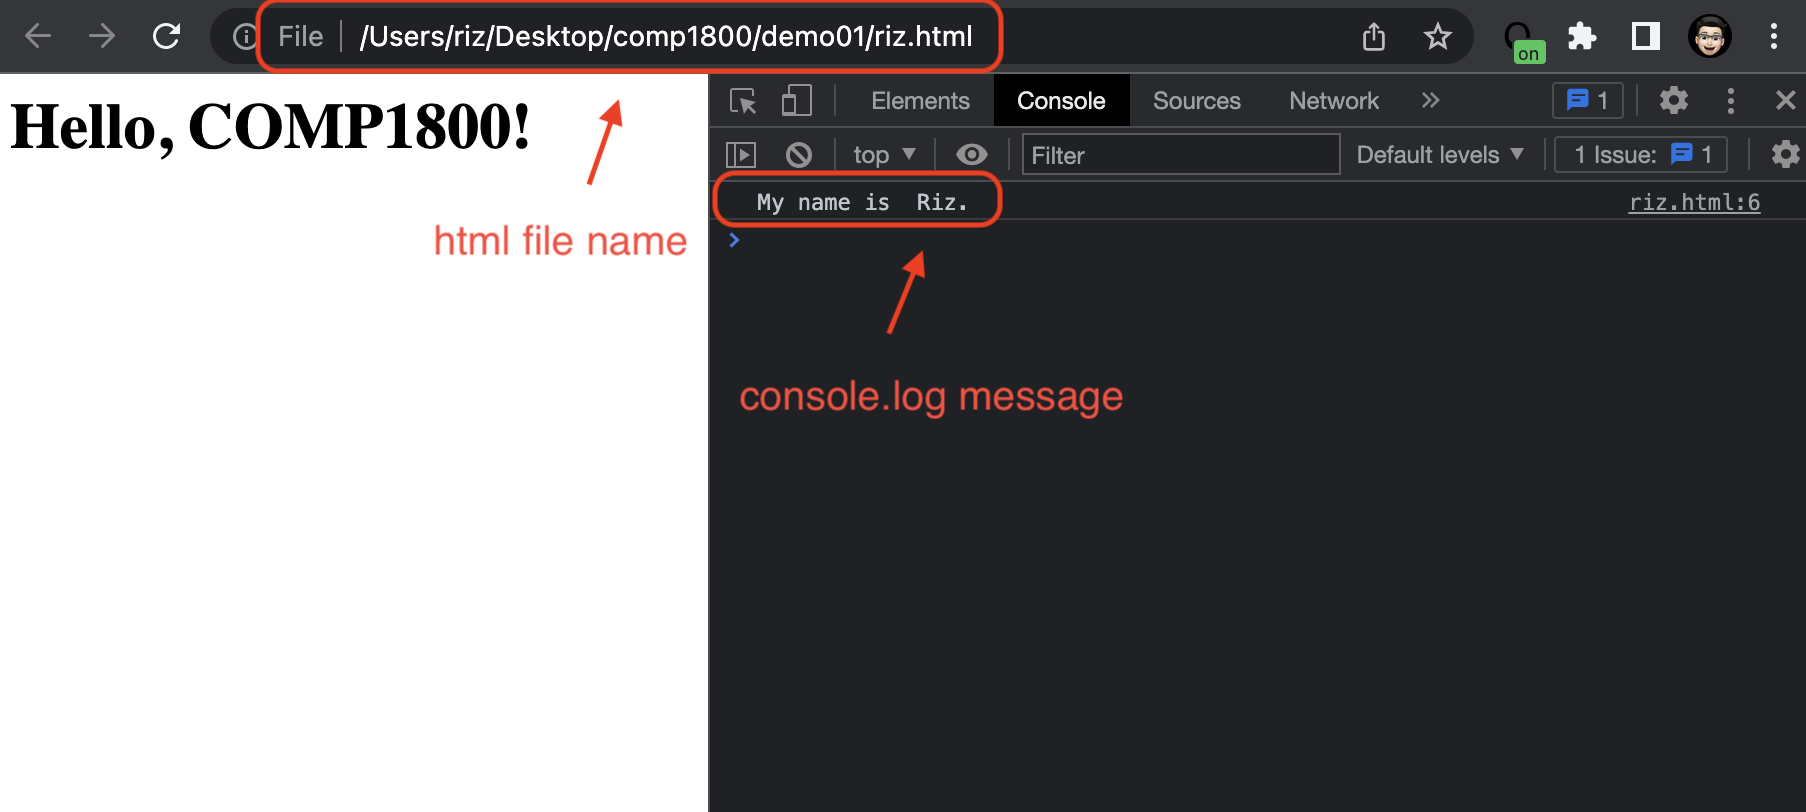 File | /Users/riz/Desktop/comp1800/demo01/riz.html
on
Hello, COMP1800!
html file name
Elements Console Sources Network 1
top Filter Default levels 1 Issue: 1
My name is  Riz. riz.html:6
console.log message